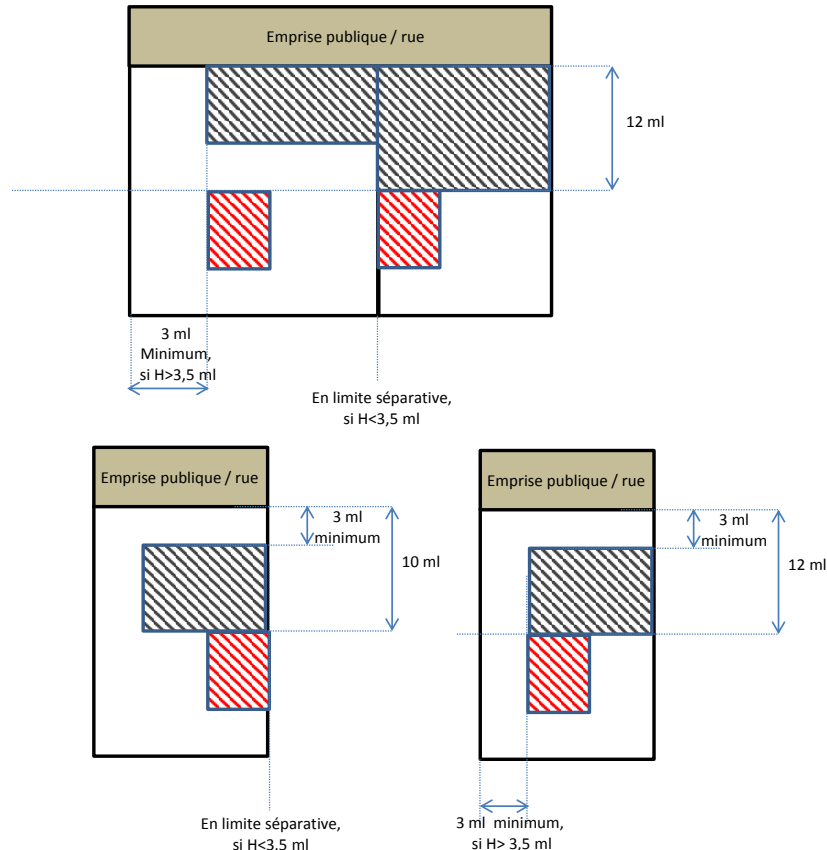 Emprise publique / rue
12 ml
3 ml
Minimum,
si H>3,5 ml
En limite séparative,
si H<3,5 ml
Emprise publique / rue
3 ml
minimum
10 ml
En limite séparative,
si H<3,5 ml
Emprise publique / rue
3 ml
minimum
12 ml
3 ml minimum,
si H> 3,5 ml